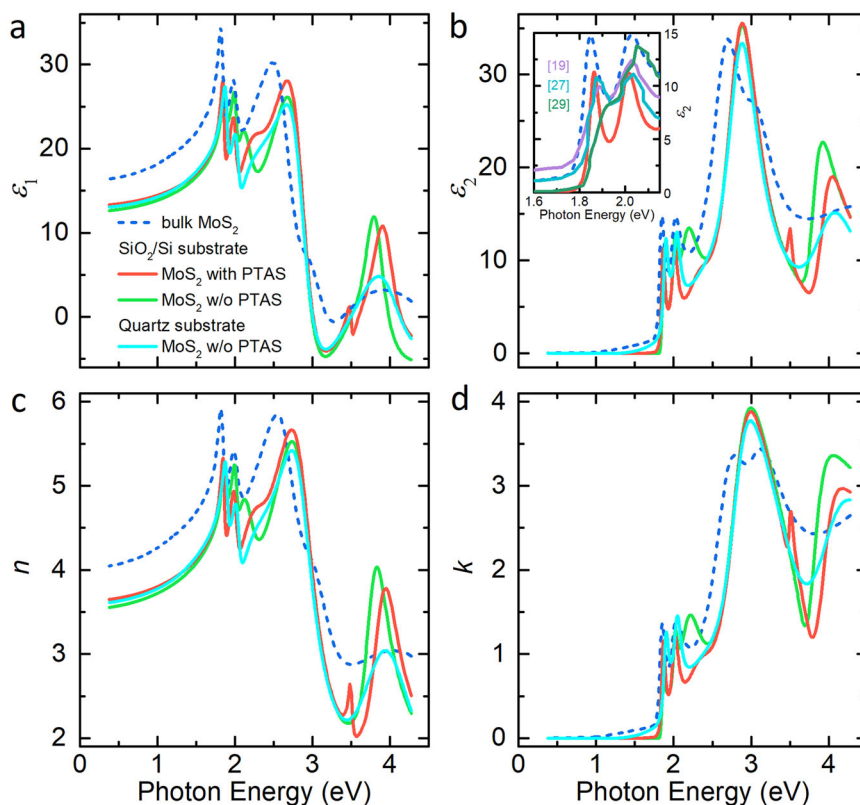 a
ε1
30
20
10
0
bulk MoS2
SiO2/Si substrate
MoS2 with PTAS
MoS2 w/o PTAS
Quartz substrate
MoS2 w/o PTAS
b
ε2
30
20
10
0
[19]
[27]
[29]
15
10
5
0
ε2
1.6 1.8 2.0
Photon Energy (eV)
c
n
6
5
4
3
2
0 1 2 3 4
Photon Energy (eV)
d
k
4
3
2
1
0
0 1 2 3 4
Photon Energy (eV)